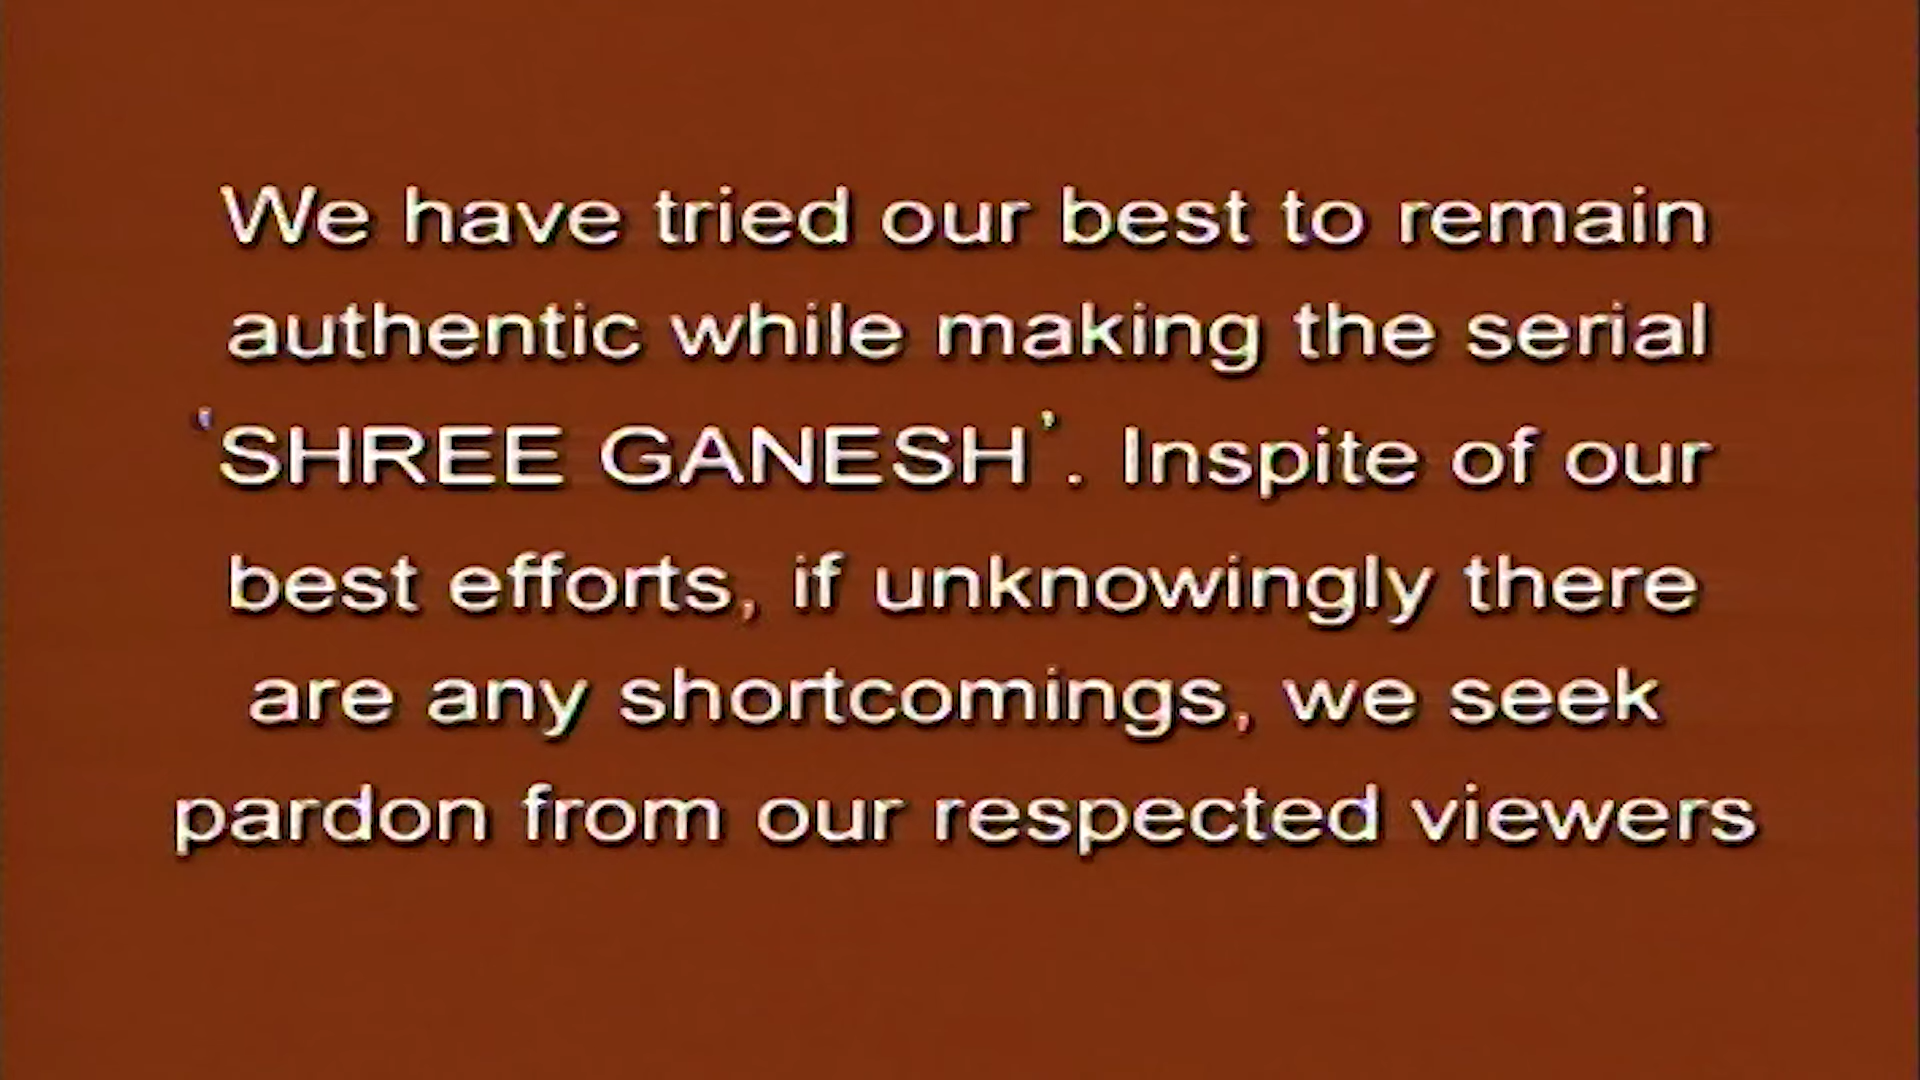 We have tried our best to remain
authentic while making the serial
'SHREE GANESH'. Inspite of our
best efforts, if unknowingly there
are any shortcomings, we seek
pardon from our respected viewers